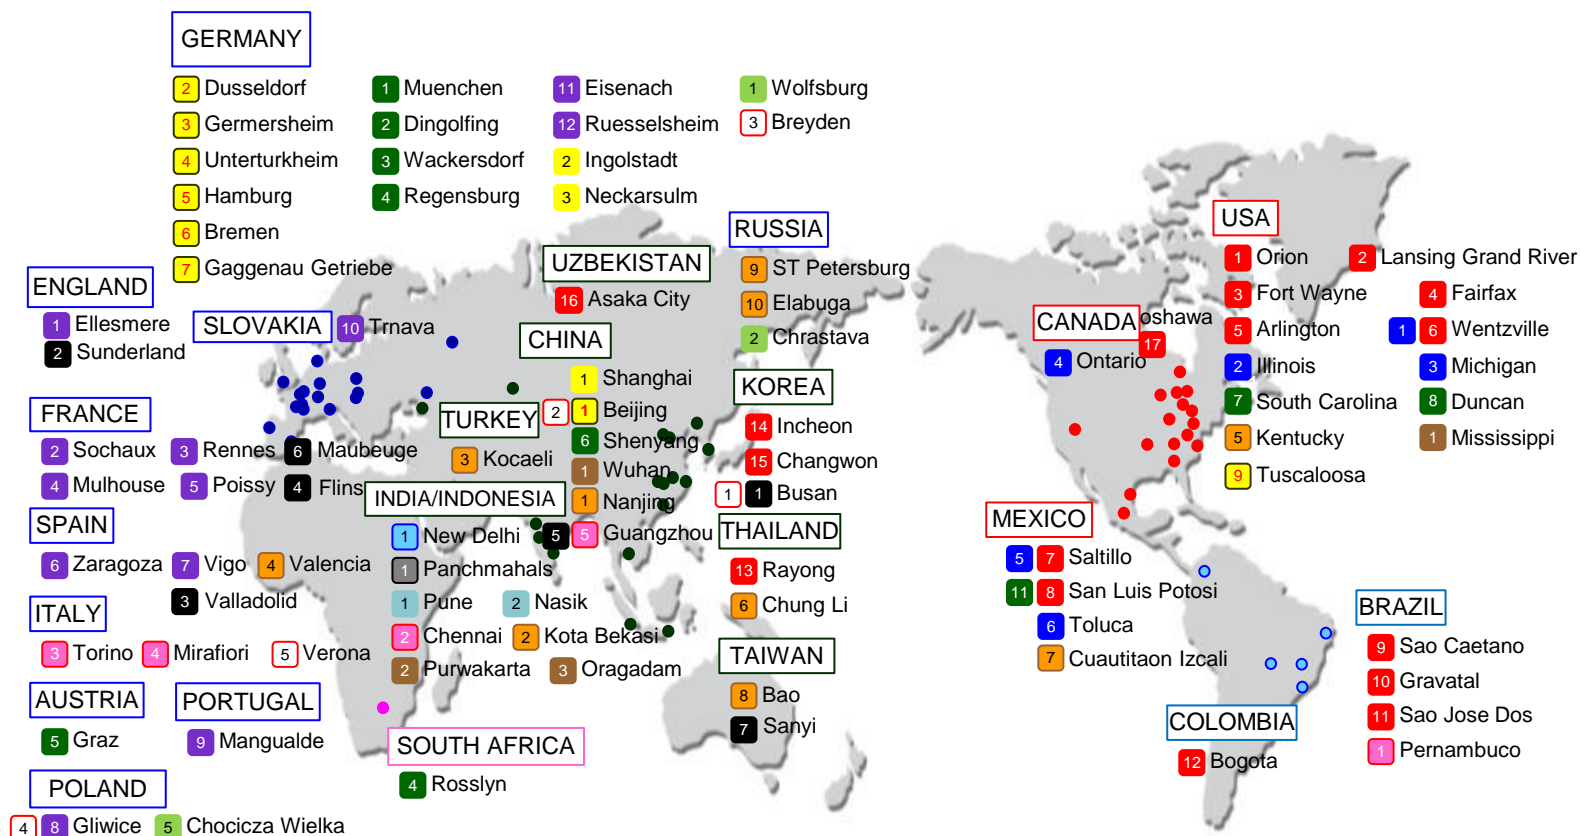 GERMANY
2 Dusseldorf
3 Germersheim
4 Unterturkheim
5 Hamburg
6 Bremen
7 Gaggenau Getriebe
1 Muenchen
2 Dingolfing
3 Wackersdorf
4 Regensburg
11 Eisenach
12 Ruesselsheim
2 Ingolstadt
3 Neckarsulm
1 Wolfsburg
3 Breyden
ENGLAND
1 Ellesmere
2 Sunderland
SLOVAKIA 10 Trnava
FRANCE
2 Sochaux 3 Rennes 6 Maubeuge
4 Mulhouse 5 Poissy 4 Flins
SPAIN
6 Zaragoza 7 Vigo 4 Valencia
3 Valladolid
ITALY
3 Torino 4 Mirafiori 5 Verona
AUSTRIA
5 Graz
PORTUGAL
9 Mangualde
POLAND
4 8 Gliwice 5 Chocicza Wielka
UZBEKISTAN
16 Asaka City
RUSSIA
9 ST Petersburg
10 Elabuga
2 Chrastava
CHINA
1 Shanghai
2 1 Beijing
6 Shenyang
1 Wuhan
1 Nanjing
5 5 Guangzhou
TURKEY
3 Kocaeli
INDIA/INDONESIA
1 New Delhi
1 Panchmahals
1 Pune 2 Nasik
2 Chennai 2 Kota Bekasi
2 Purwakarta 3 Oragadam
SOUTH AFRICA
4 Rosslyn
KOREA
14 Incheon
15 Changwon
1 1 Busan
THAILAND
13 Rayong
6 Chung Li
TAIWAN
8 Bao
7 Sanyi
CANADA oshawa
17
4 Ontario
USA
1 Orion 2 Lansing Grand River
3 Fort Wayne 4 Fairfax
5 Arlington 1 6 Wentzville
2 Illinois 3 Michigan
7 South Carolina 8 Duncan
5 Kentucky 1 Mississippi
9 Tuscaloosa
MEXICO
5 7 Saltillo
11 8 San Luis Potosi
6 Toluca
7 Cuautitaon Izcali
COLOMBIA
12 Bogota
BRAZIL
9 Sao Caetano
10 Gravatal
11 Sao Jose Dos
1 Pernambuco